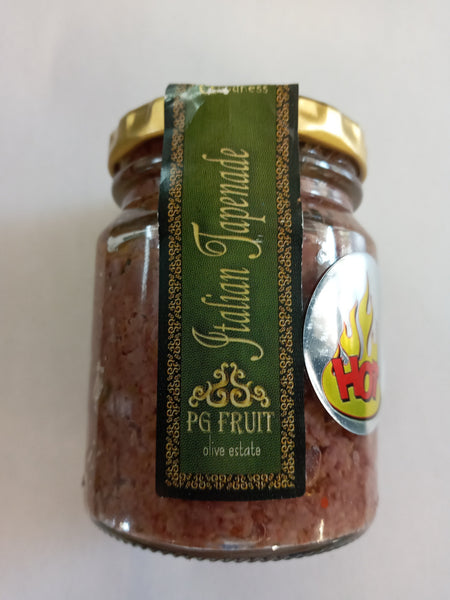 Italian Tapenade
PG FRUIT
olive estate
HOT